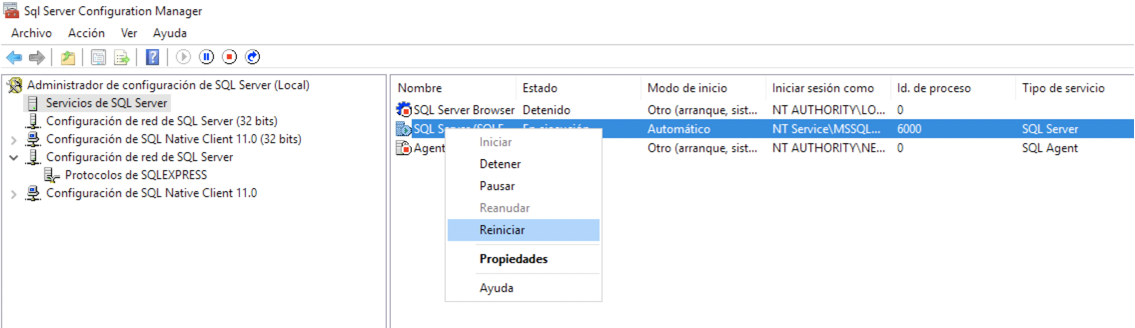 Sql Server Configuration Manager
Archivo Acción Ver Ayuda
Administrador de configuración de SQL Server (Local)
Servicios de SQL Server
Configuración de red de SQL Server (32 bits)
Configuración de SQL Native Client 11.0 (32 bits)
Configuración de red de SQL Server
Protocolos de SQLEXPRESS
Configuración de SQL Native Client 11.0
Nombre Estado Modo de inicio Iniciar sesión como Id. de proceso Tipo de servicio
SQL Server Browser Detenido Otro (arranque, sist... NT AUTHORITY\LO... 0
SQL Server (SQLE En ejecución Automático NT Service\MSSQL... 6000 SQL Server
Agent Otro (arranque, sist... NT AUTHORITY\NE... 0 SQL Agent
Iniciar
Detener
Pausar
Reanudar
Reiniciar
Propiedades
Ayuda